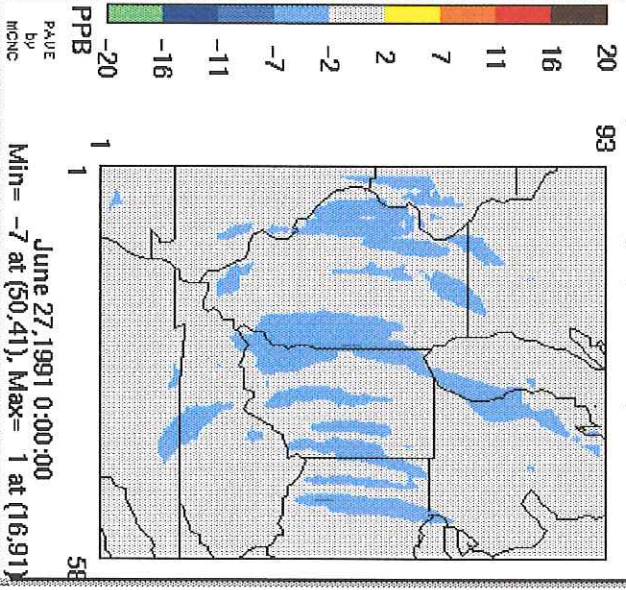 20
16
11
7
2
-2
-7
-11
-16
-20
PPB
PAVE
by
MCNC
93
1
1
58
June 27,1991 0:00:00
Min= -7 at (50,41), Max= 1 at (16,91)